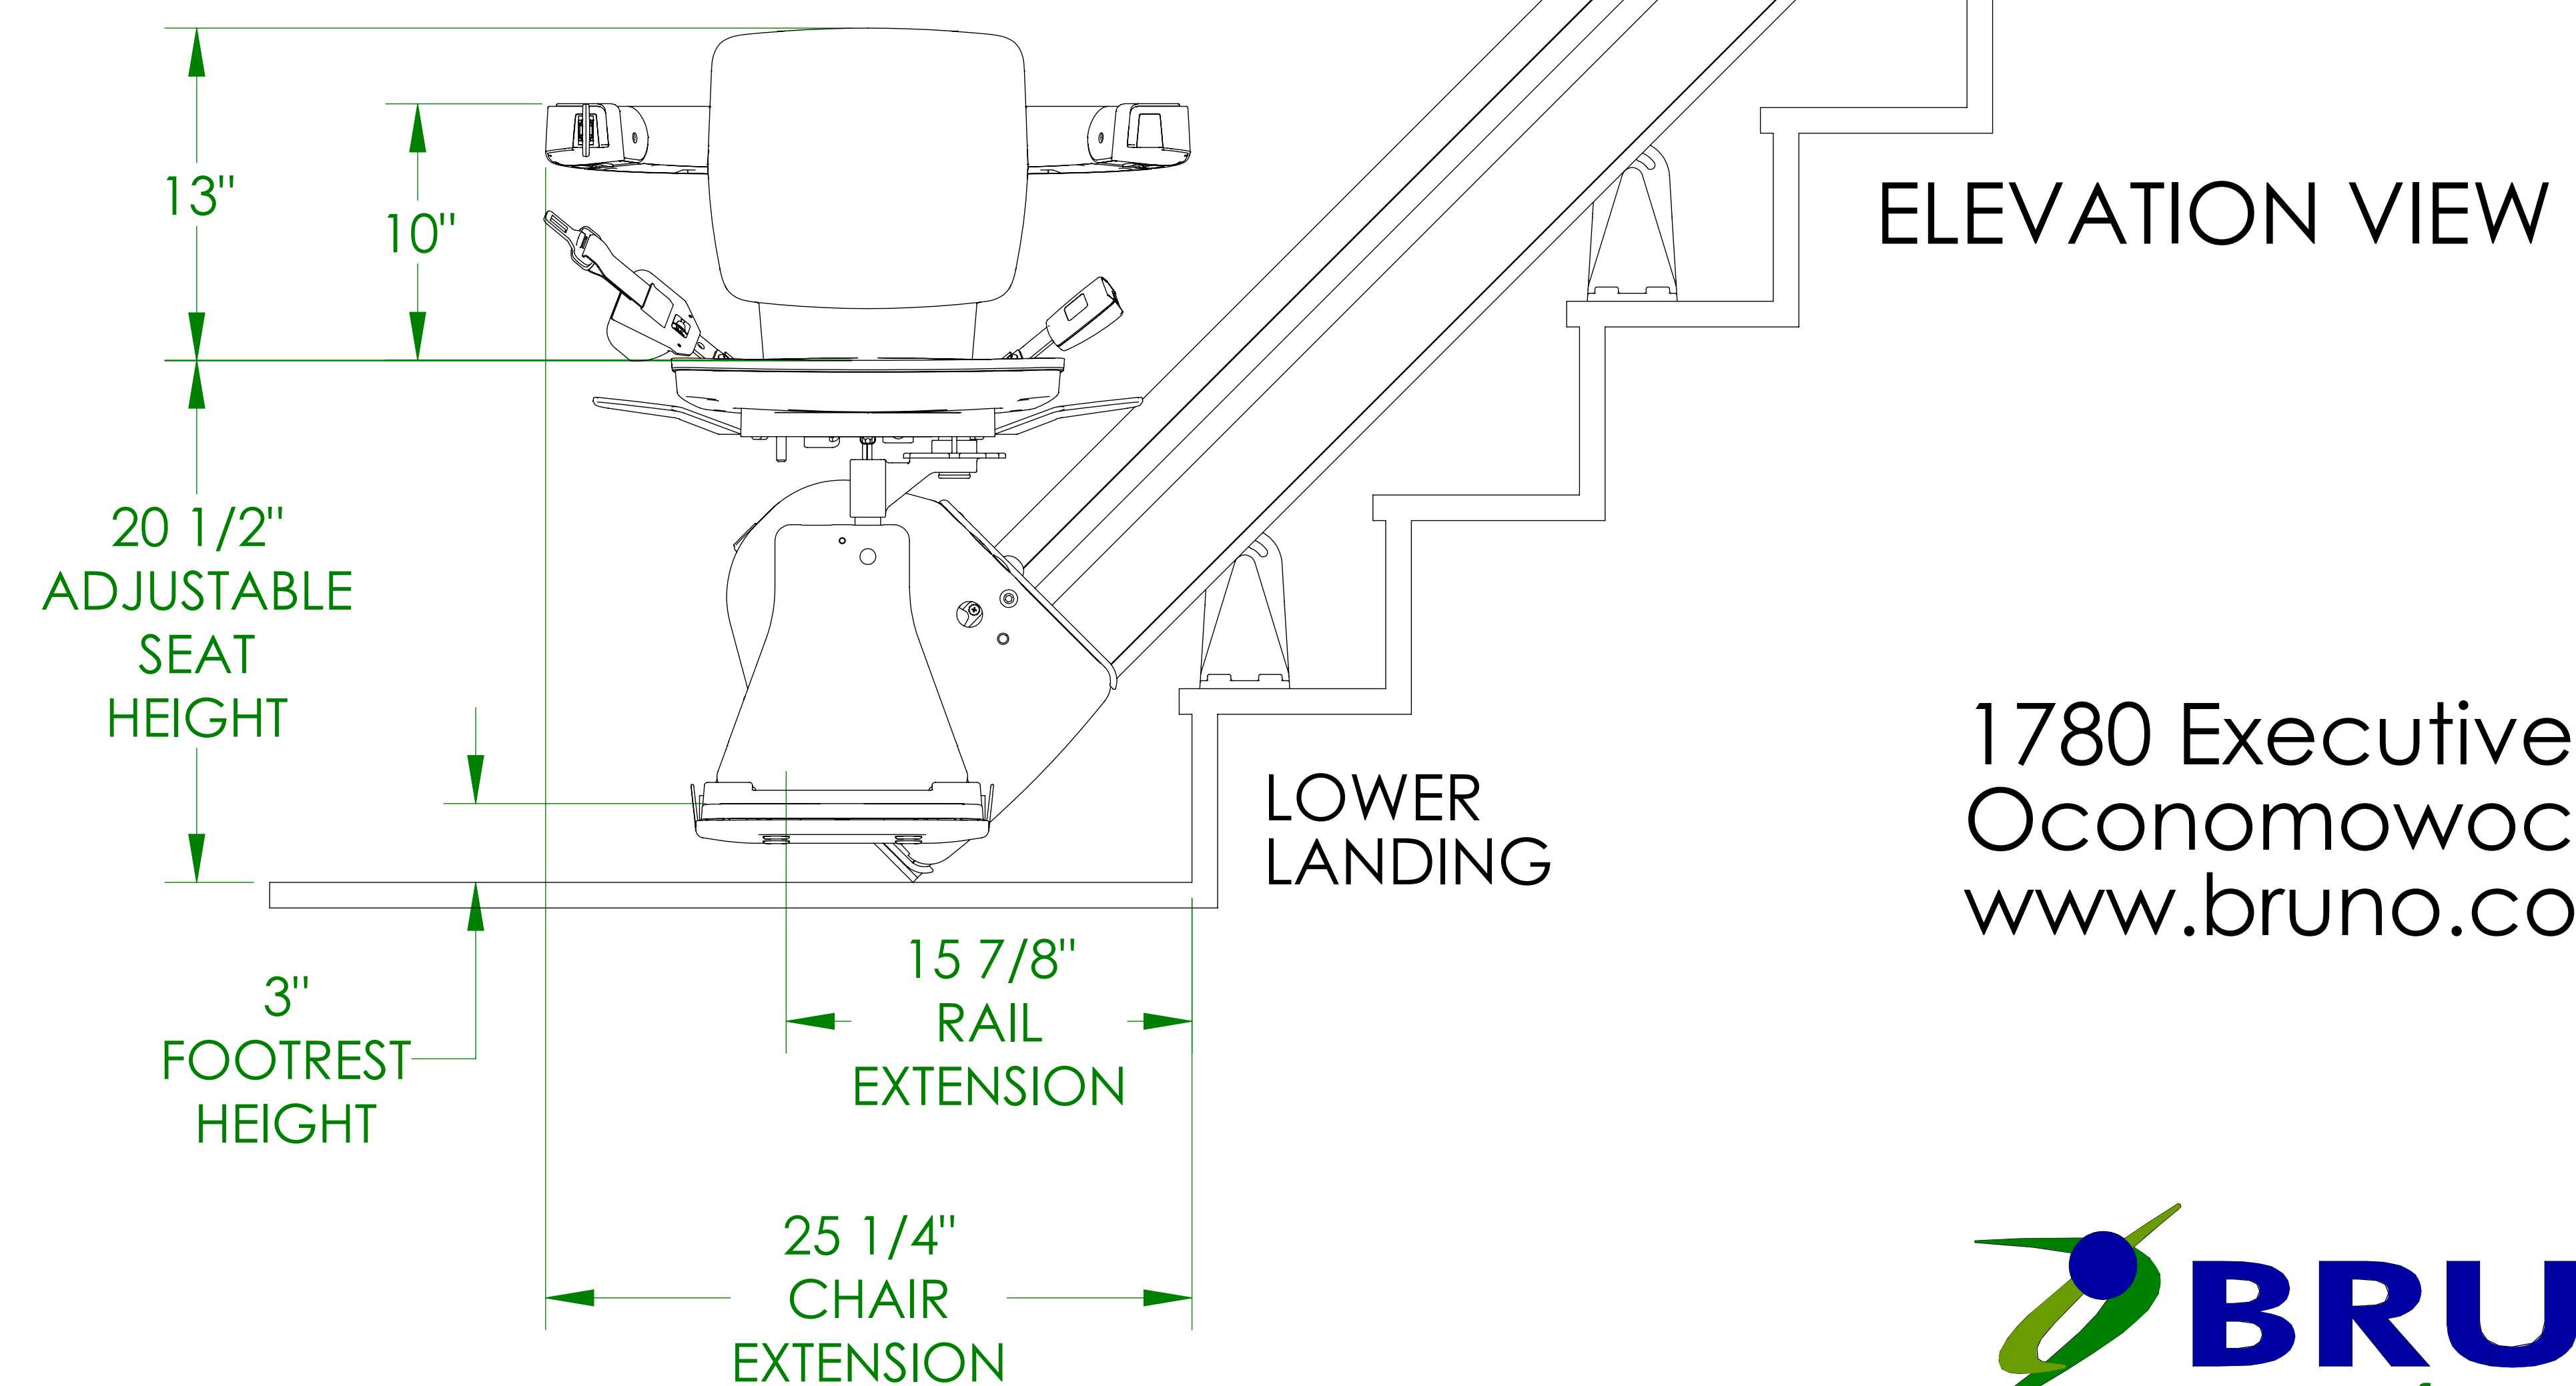 13"
10"
ELEVATION VIEW
20 1/2"
ADJUSTABLE
SEAT
HEIGHT
LOWER
LANDING
1780 Executive
Oconomowoc
www.bruno.co
3"
FOOTREST
HEIGHT
15 7/8"
RAIL
EXTENSION
25 1/4"
CHAIR
EXTENSION
BRU